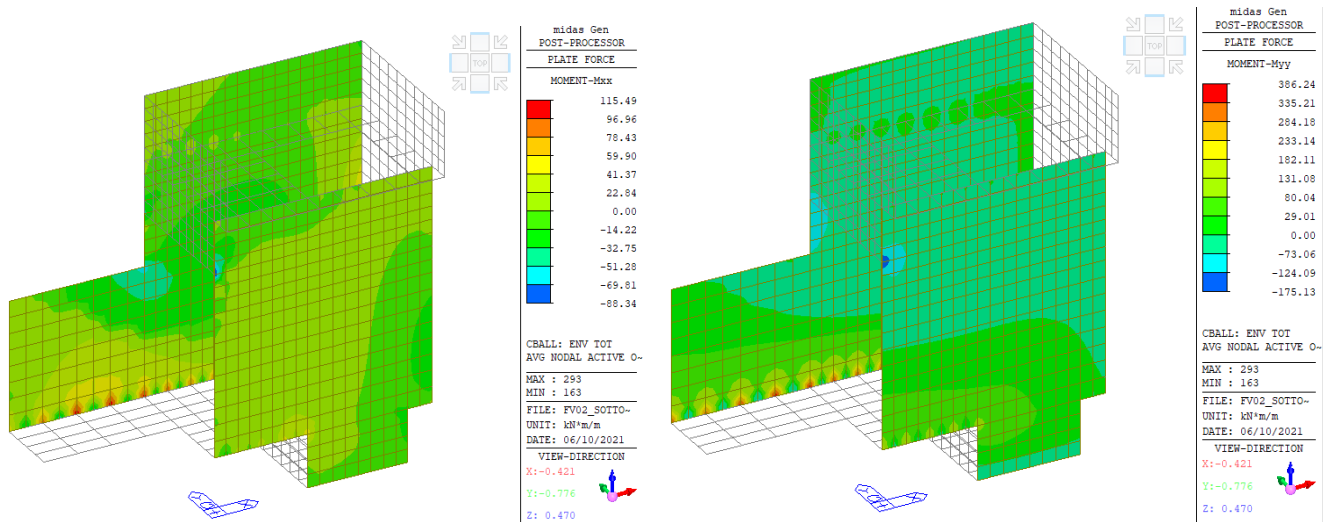 TOP
midas Gen
POST-PROCESSOR
PLATE FORCE
MOMENT-Mxx
115.49
96.96
78.43
59.90
41.37
22.84
0.00
-14.22
-32.75
-51.28
-69.81
-88.34
CBALL: ENV TOT
AVG NODAL ACTIVE O~
MAX : 293
MIN : 163
FILE: FV02_SOTTO~
UNIT: kN*m/m
DATE: 06/10/2021
VIEW-DIRECTION
X:-0.421
Y:-0.776
Z: 0.470
TOP
midas Gen
POST-PROCESSOR
PLATE FORCE
MOMENT-Myy
386.24
335.21
284.18
233.14
182.11
131.08
80.04
29.01
0.00
-73.06
-124.09
-175.13
CBALL: ENV TOT
AVG NODAL ACTIVE O~
MAX : 293
MIN : 163
FILE: FV02_SOTTO~
UNIT: kN*m/m
DATE: 06/10/2021
VIEW-DIRECTION
X:-0.421
Y:-0.776
Z: 0.470